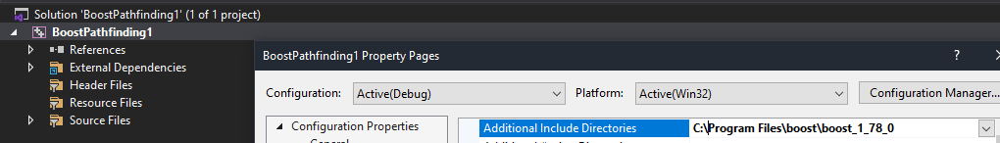 Solution 'BoostPathfinding1' (1 of 1 project)
BoostPathfinding1
References
External Dependencies
Header Files
Resource Files
Source Files
BoostPathfinding1 Property Pages
?
Configuration: Active(Debug) Platform: Active(Win32) Configuration Manager...
Configuration Properties
Additional Include Directories C:\Program Files\boost\boost_1_78_0